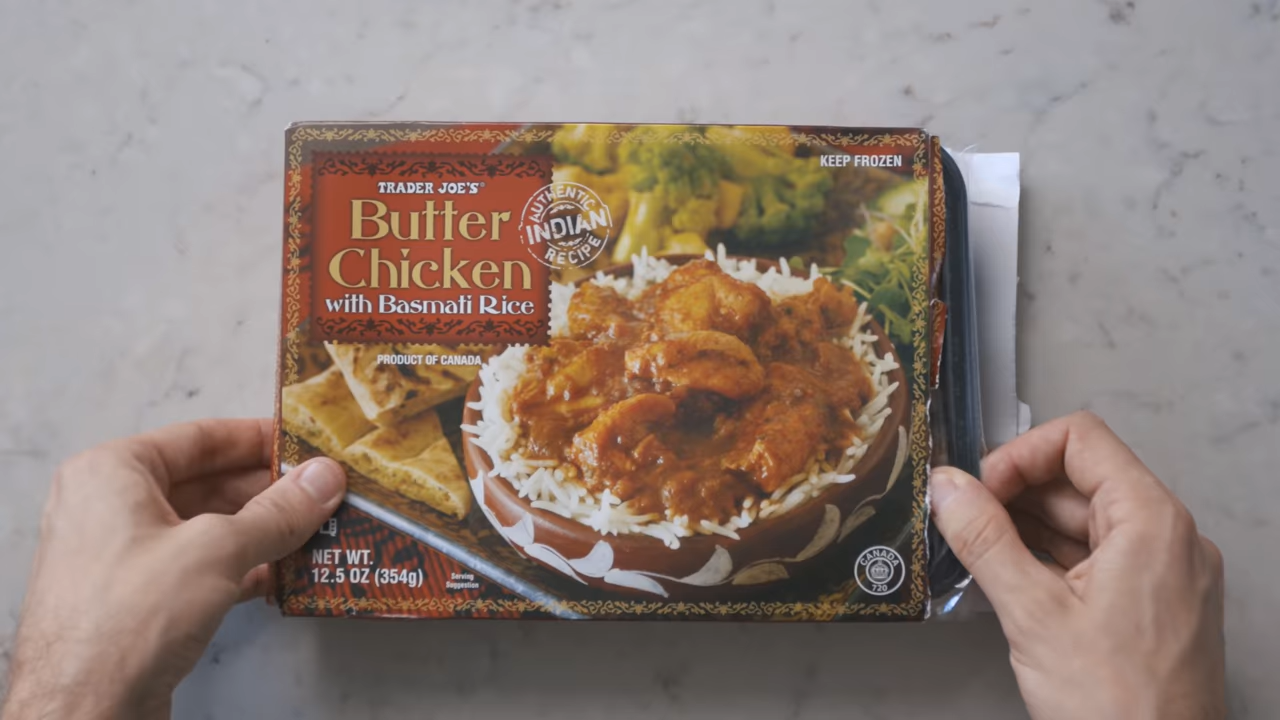 KEEP FROZEN
TRADER JOE'S®
Butter
Chicken
with Basmati Rice
AUTHENTIC
INDIAN
RECIPE
PRODUCT OF CANADA
NET WT.
12.5 OZ (354g)
Serving
Suggestion
CANADA
720